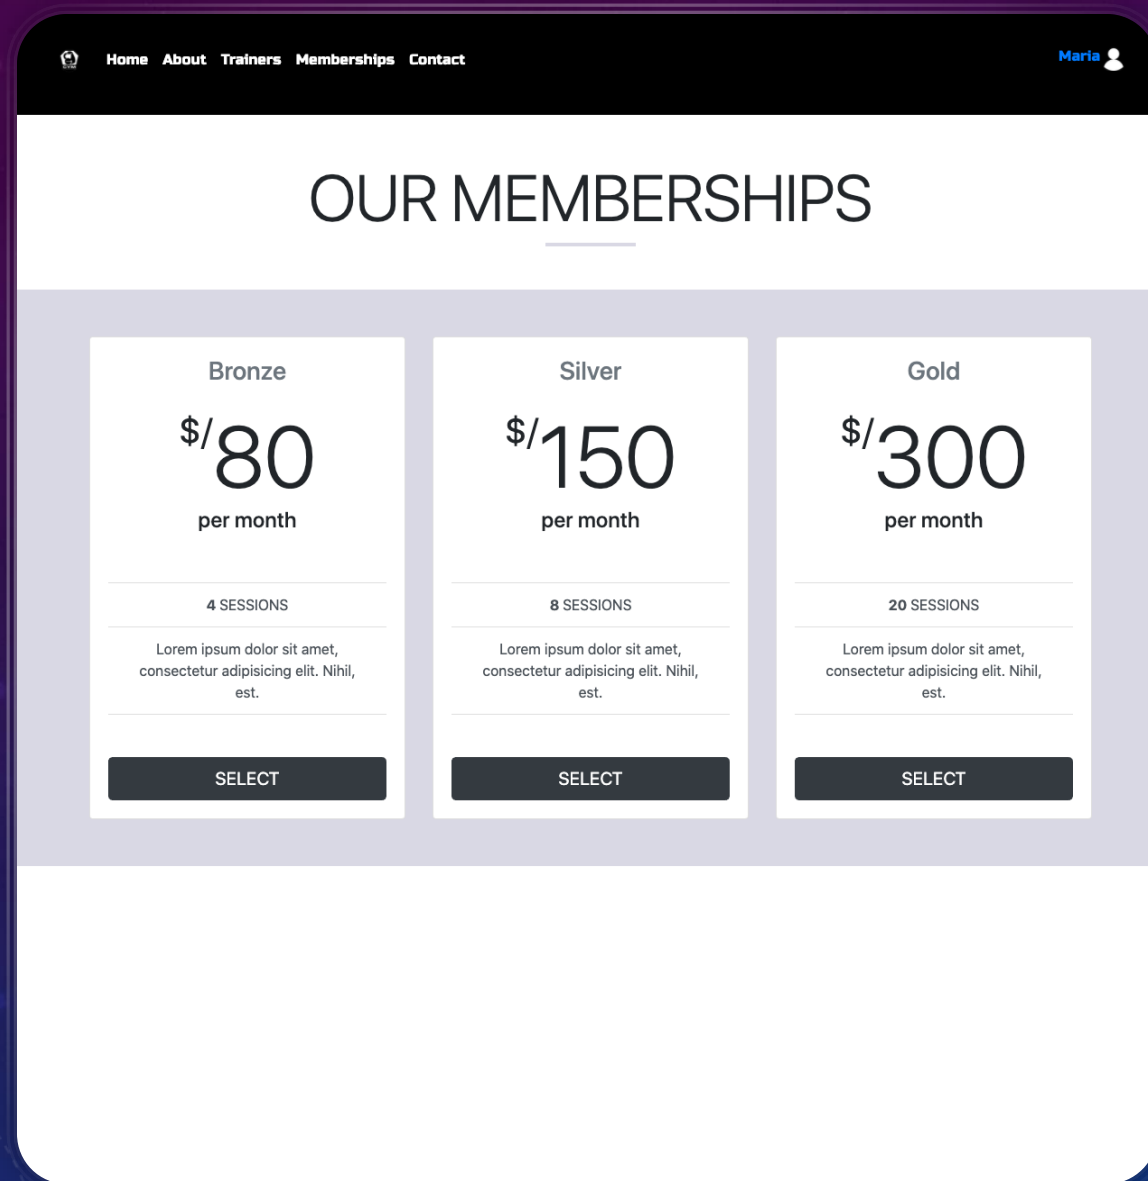 Home About Trainers Memberships Contact
Maria
OUR MEMBERSHIPS
Bronze
$/80
per month
4 SESSIONS
Lorem ipsum dolor sit amet,
consectetur adipisicing elit. Nihil,
est.
SELECT
Silver
$/150
per month
8 SESSIONS
Lorem ipsum dolor sit amet,
consectetur adipisicing elit. Nihil,
est.
SELECT
Gold
$/300
per month
20 SESSIONS
Lorem ipsum dolor sit amet,
consectetur adipisicing elit. Nihil,
est.
SELECT